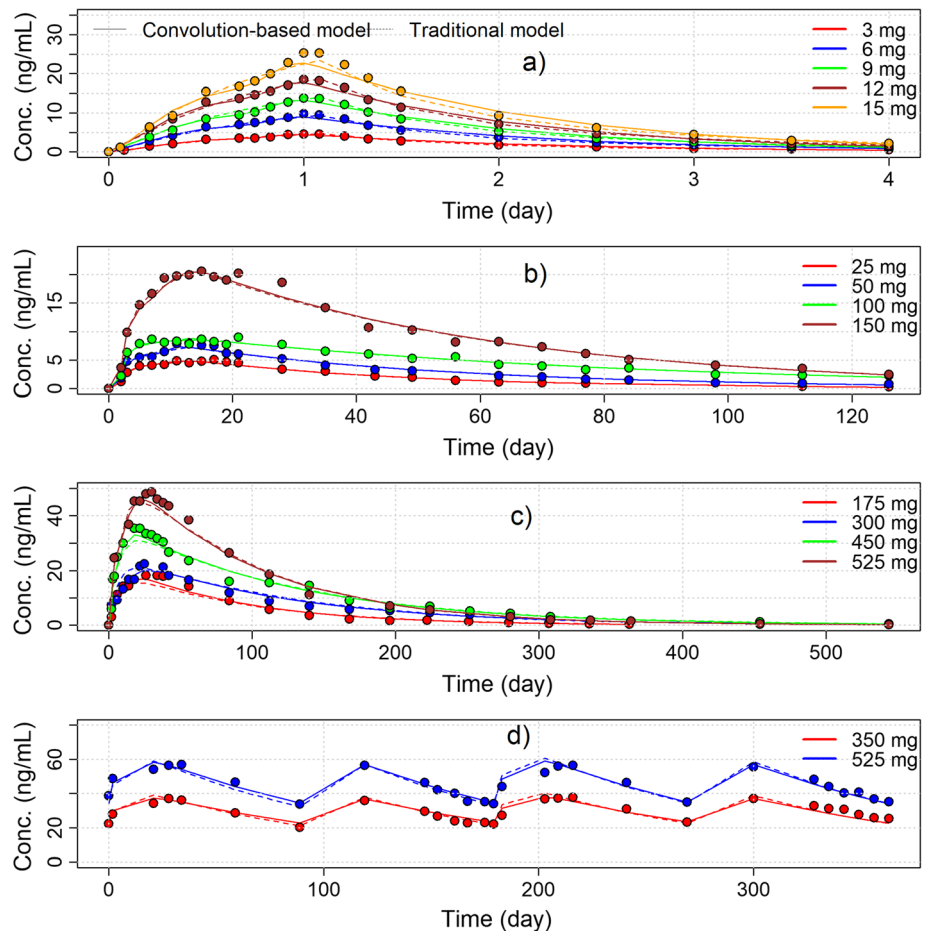 Convolution-based model Traditional model
a)
3 mg
6 mg
9 mg
12 mg
15 mg
Conc. (ng/mL)
0 10 20 30
0 1 2 3 4
Time (day)
b)
25 mg
50 mg
100 mg
150 mg
Conc. (ng/mL)
0 5 15
0 20 40 60 80 100 120
Time (day)
c)
175 mg
300 mg
450 mg
525 mg
Conc. (ng/mL)
0 20 40
0 100 200 300 400 500
Time (day)
d)
350 mg
525 mg
Conc. (ng/mL)
0 20 60
0 100 200 300
Time (day)